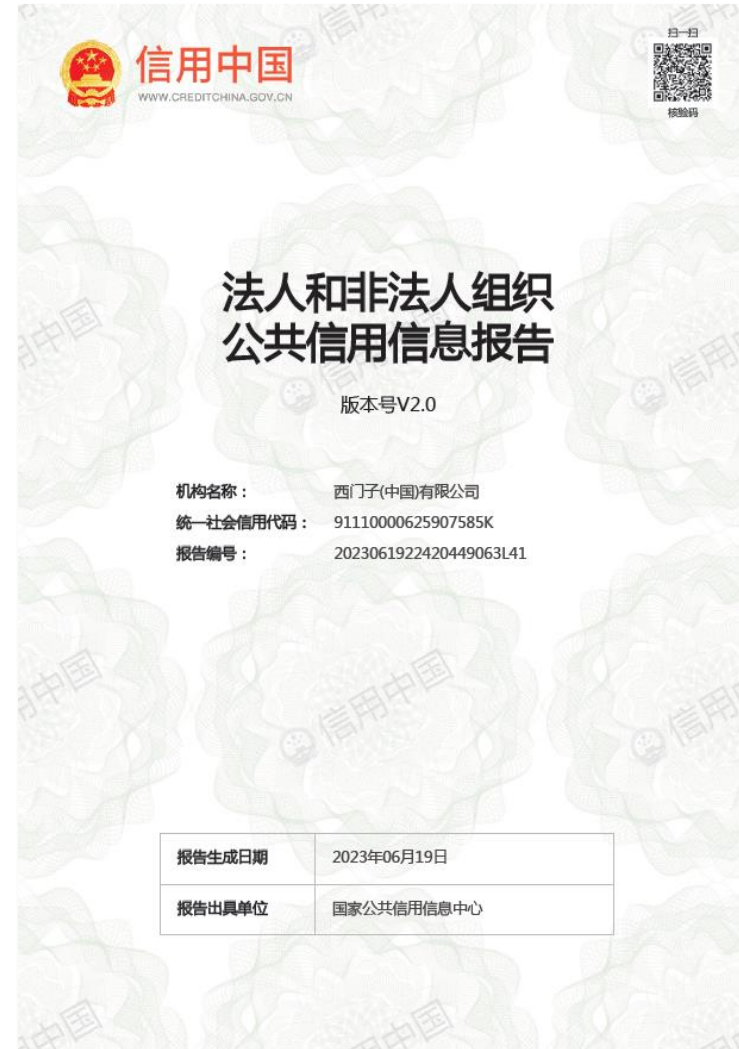 扫一扫
信用中国
WWW.CREDITCHINA.GOV.CN
核验码
法人和非法人组织
公共信用信息报告
版本号V2.0
机构名称： 西门子(中国)有限公司
统一社会信用代码： 91110000625907585K
报告编号： 2023061922420449063L41
报告生成日期 2023年06月19日
报告出具单位 国家公共信用信息中心
信用中国